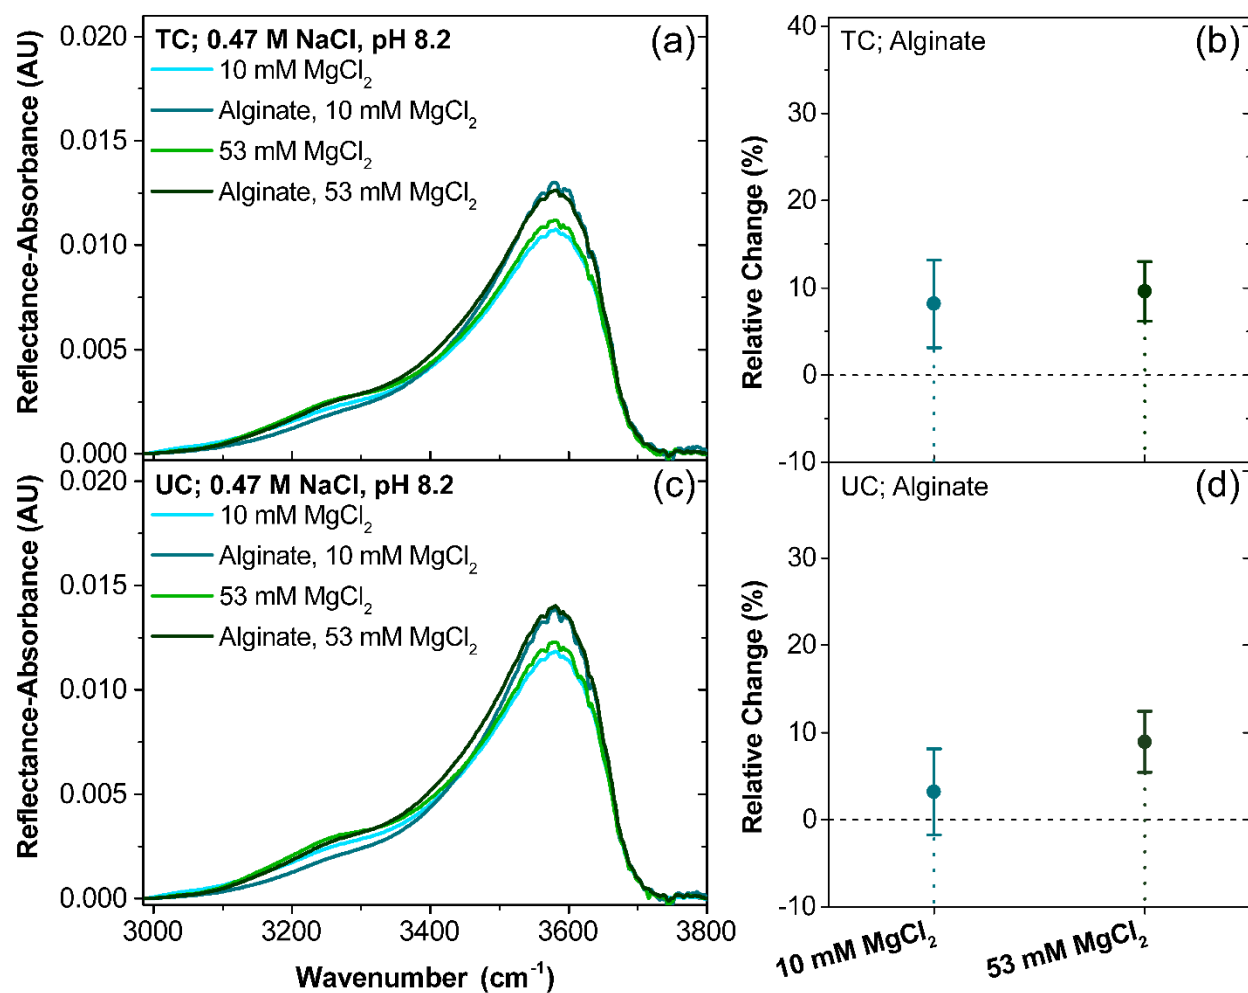 TC; 0.47 M NaCl, pH 8.2
(a)
10 mM MgCl₂
Alginate, 10 mM MgCl₂
53 mM MgCl₂
Alginate, 53 mM MgCl₂
Reflectance-Absorbance (AU)
0.020
0.015
0.010
0.005
0.000
TC; Alginate
(b)
Relative Change (%)
40
30
20
10
0
-10
UC; 0.47 M NaCl, pH 8.2
(c)
10 mM MgCl₂
Alginate, 10 mM MgCl₂
53 mM MgCl₂
Alginate, 53 mM MgCl₂
Reflectance-Absorbance (AU)
0.020
0.015
0.010
0.005
0.000
3000
3200
3400
3600
3800
Wavenumber (cm⁻¹)
UC; Alginate
(d)
Relative Change (%)
30
20
10
0
-10
10 mM MgCl₂
53 mM MgCl₂